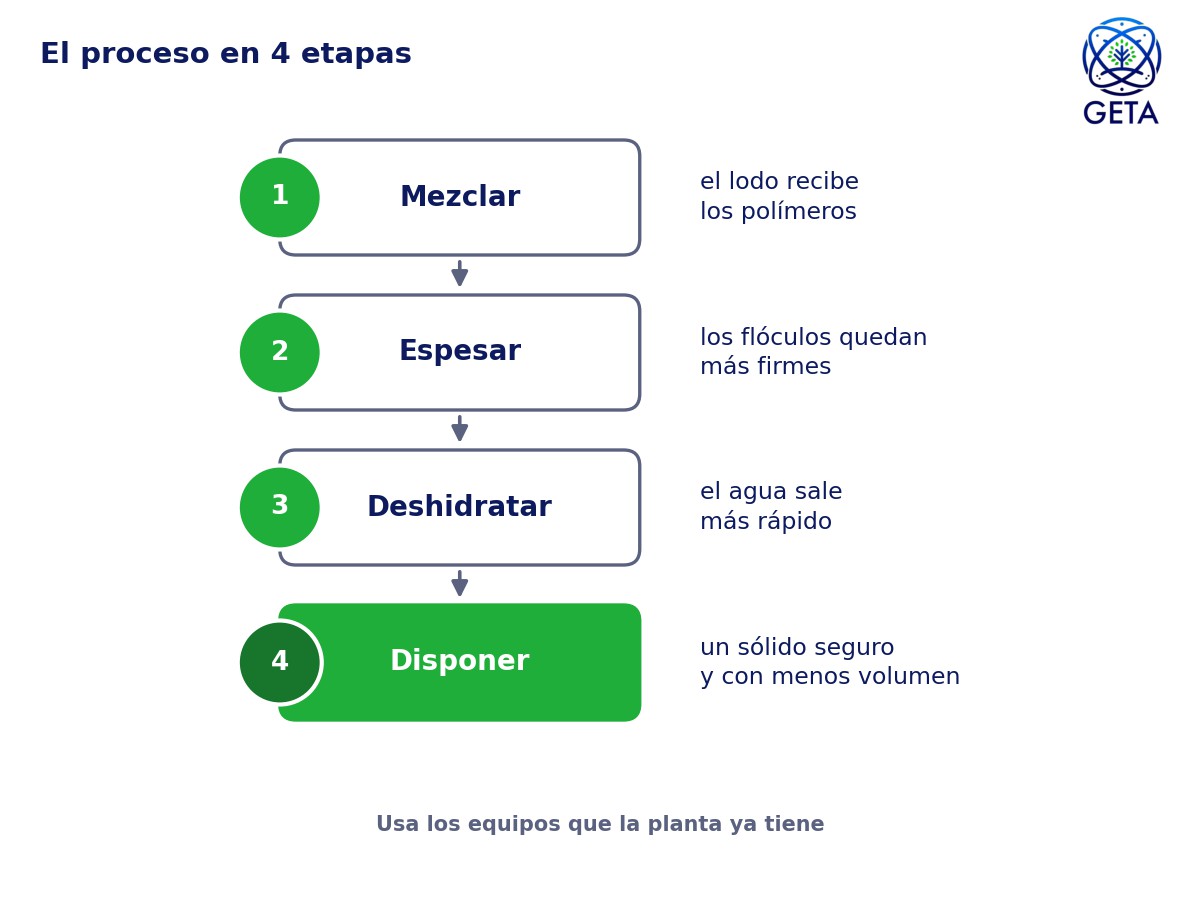 El proceso en 4 etapas
GETA
1
Mezclar
el lodo recibe
los polímeros
2
Espesar
los flóculos quedan
más firmes
3
Deshidratar
el agua sale
más rápido
4
Disponer
un sólido seguro
y con menos volumen
Usa los equipos que la planta ya tiene